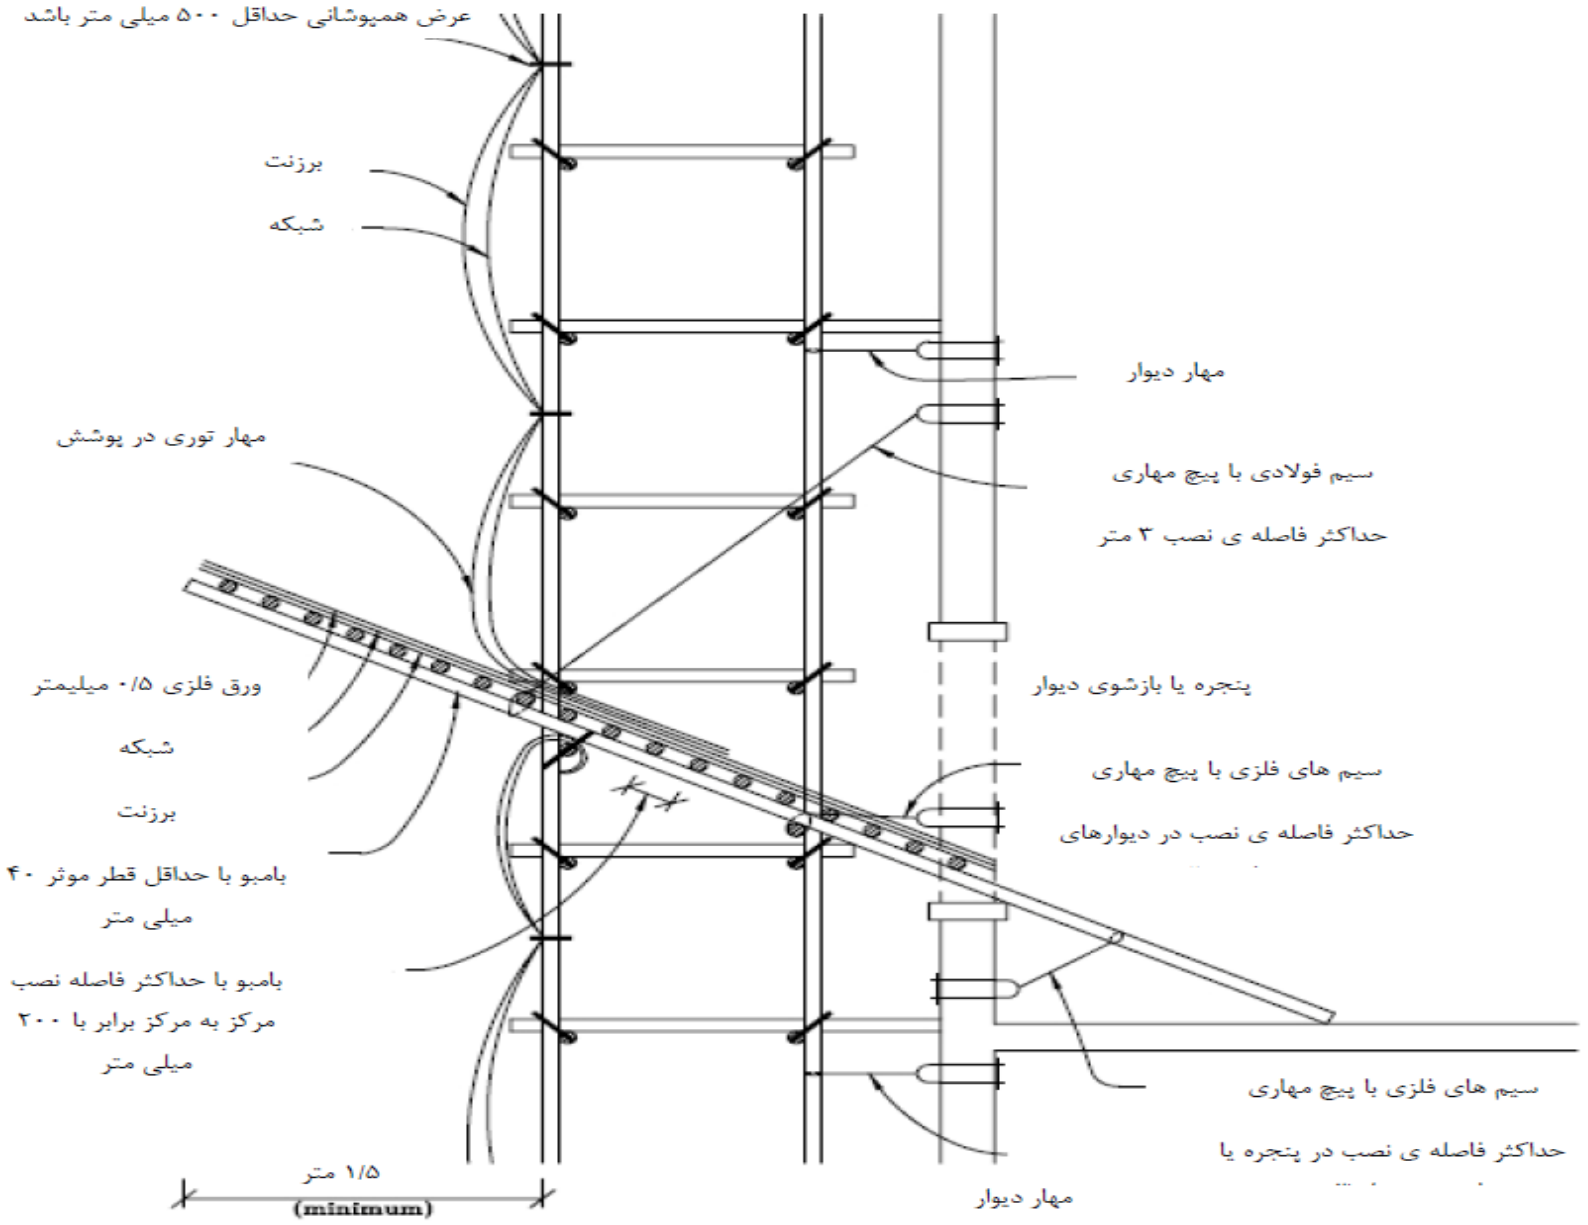 عرض همپوشانی حداقل ۵۰۰ میلی متر باشد
برزنت
شبکه
مهار دیوار
مهار توری در پوشش
سیم فولادی با پیچ مهاری
حداکثر فاصله ی نصب ۳ متر
ورق فلزی ۰/۵ میلیمتر
پنجره یا بازشوی دیوار
شبکه
سیم های فلزی با پیچ مهاری
برزنت
حداکثر فاصله ی نصب در دیوارهای
بامبو با حداقل قطر موثر ۴۰
میلی متر
بامبو با حداکثر فاصله نصب
مرکز به مرکز برابر با ۲۰۰
میلی متر
سیم های فلزی با پیچ مهاری
حداکثر فاصله ی نصب در پنجره یا
۱/۵ متر
(minimum)
مهار دیوار